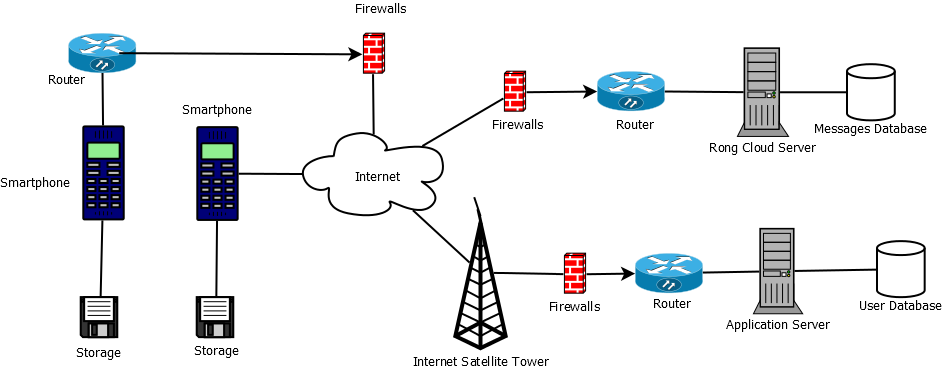 Firewalls
Router
Smartphone
Firewalls
Router
Messages Database
Rong Cloud Server
Smartphone
Internet
Firewalls
Router
User Database
Application Server
Storage
Storage
Internet Satellite Tower